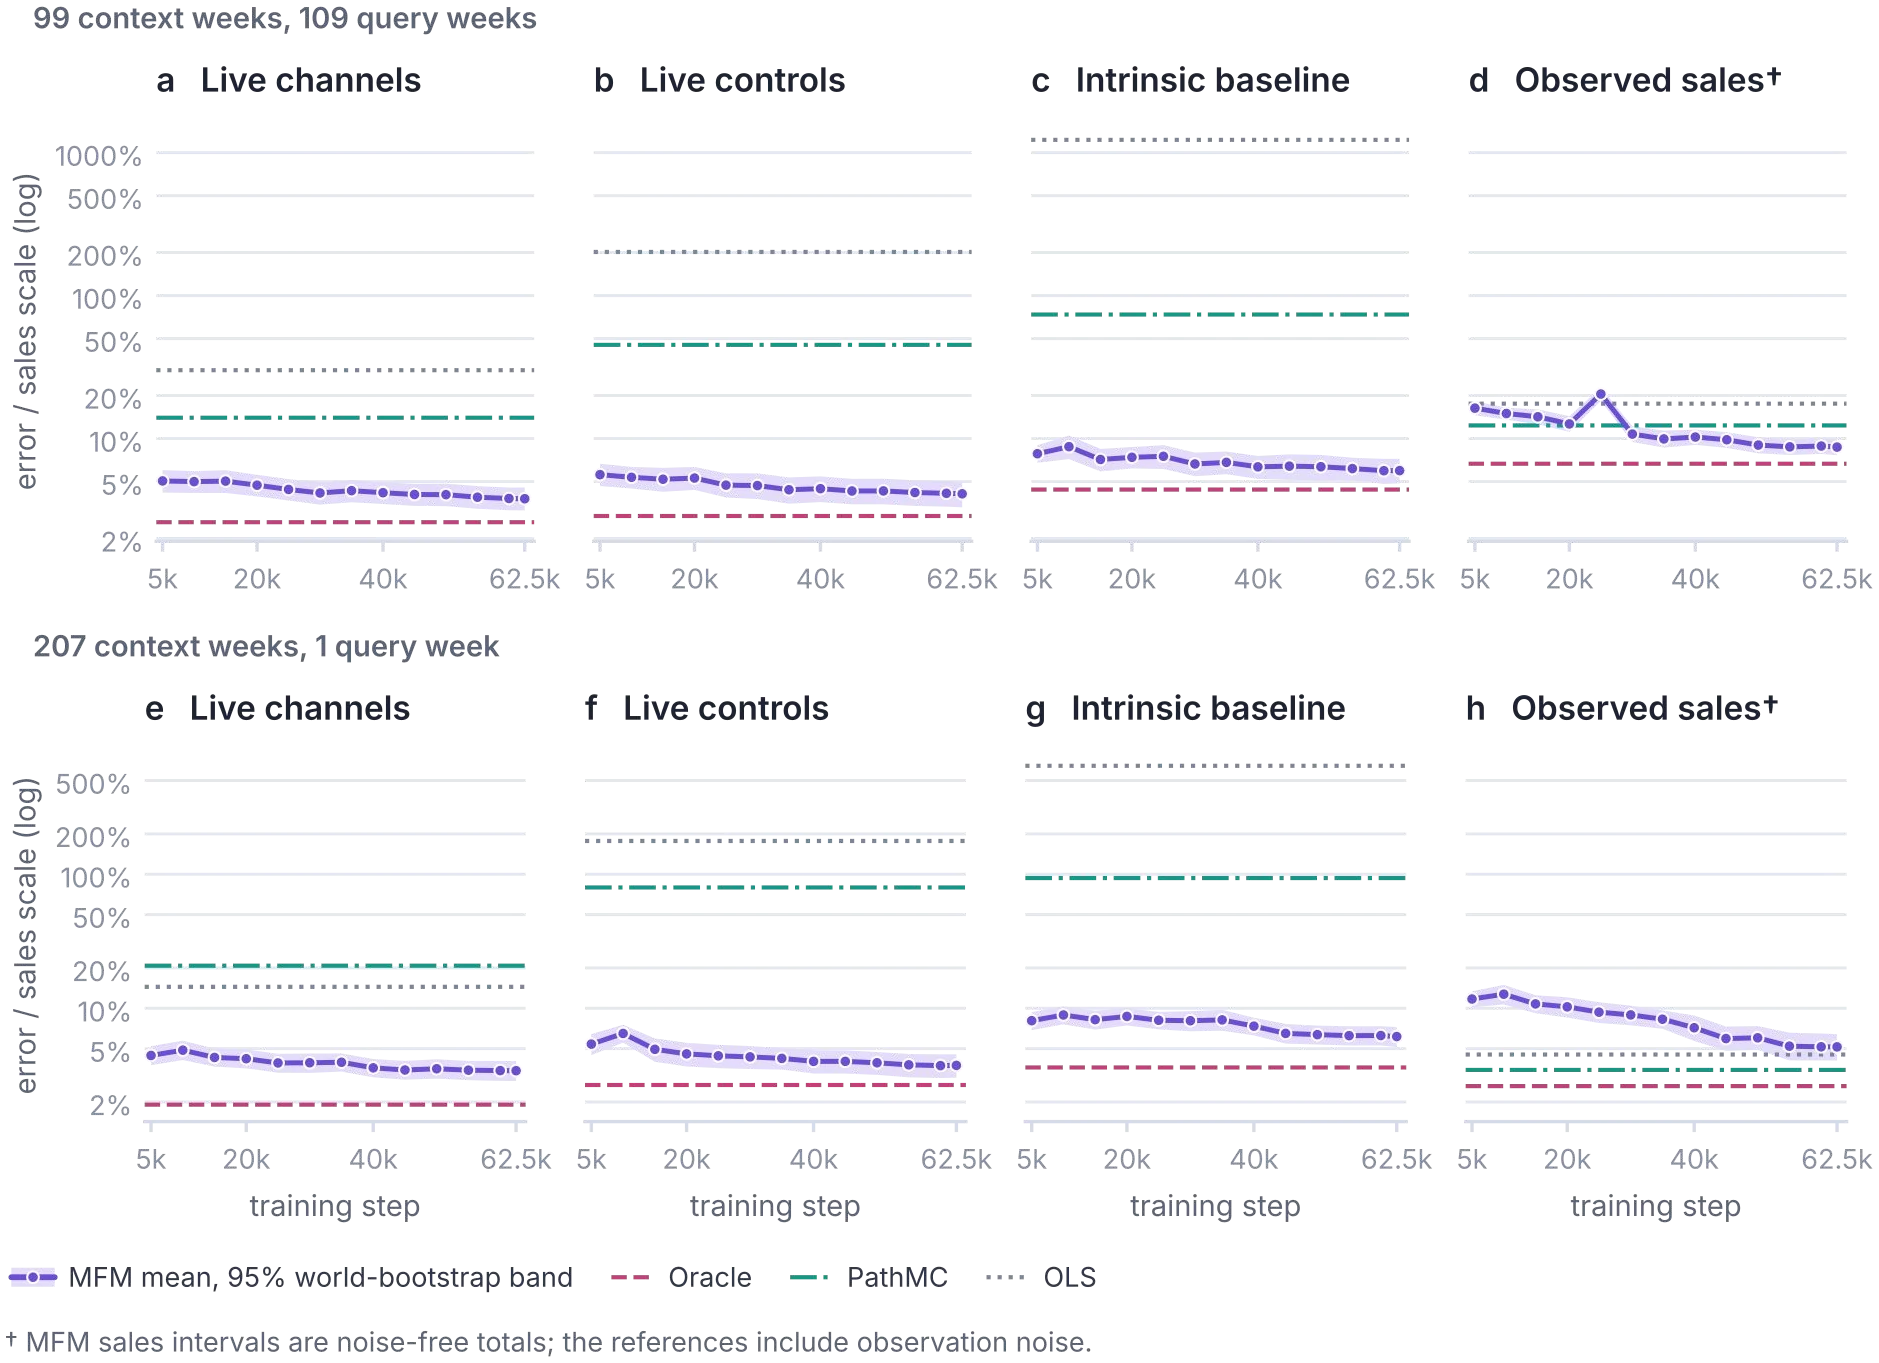 99 context weeks, 109 query weeks
a Live channels
b Live controls
c Intrinsic baseline
d Observed sales†
error / sales scale (log)
1000%
500%
200%
100%
50%
20%
10%
5%
2%
5k 20k 40k 62.5k
5k 20k 40k 62.5k
5k 20k 40k 62.5k
5k 20k 40k 62.5k
207 context weeks, 1 query week
e Live channels
f Live controls
g Intrinsic baseline
h Observed sales†
error / sales scale (log)
500%
200%
100%
50%
20%
10%
5%
2%
5k 20k 40k 62.5k
5k 20k 40k 62.5k
5k 20k 40k 62.5k
5k 20k 40k 62.5k
training step
training step
training step
training step
MFM mean, 95% world-bootstrap band
Oracle
PathMC
OLS
† MFM sales intervals are noise-free totals; the references include observation noise.